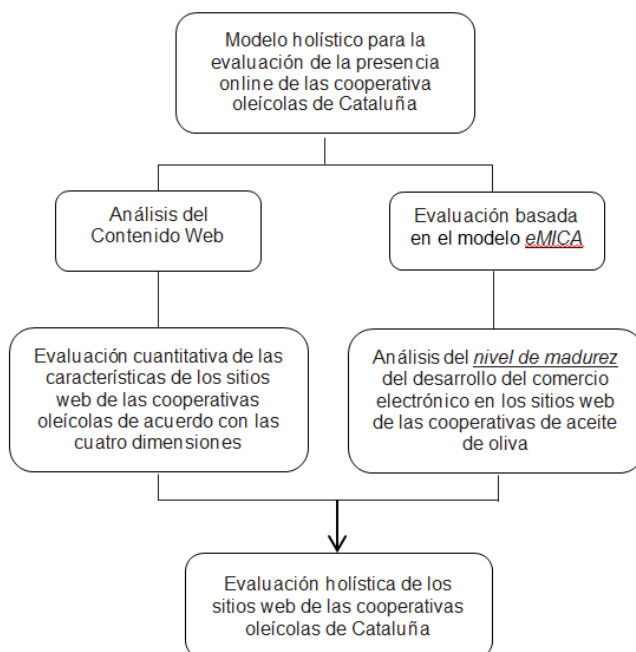 Modelo holístico para la
evaluación de la presencia
online de las cooperativa
oleícolas de Cataluña
Análisis del
Contenido Web
Evaluación basada
en el modelo eMICA
Evaluación cuantitativa de las
características de los sitios
web de las cooperativas
oleícolas de acuerdo con las
cuatro dimensiones
Análisis del nivel de madurez
del desarrollo del comercio
electrónico en los sitios web
de las cooperativas de aceite
de oliva
Evaluación holística de los
sitios web de las cooperativas
oleícolas de Cataluña